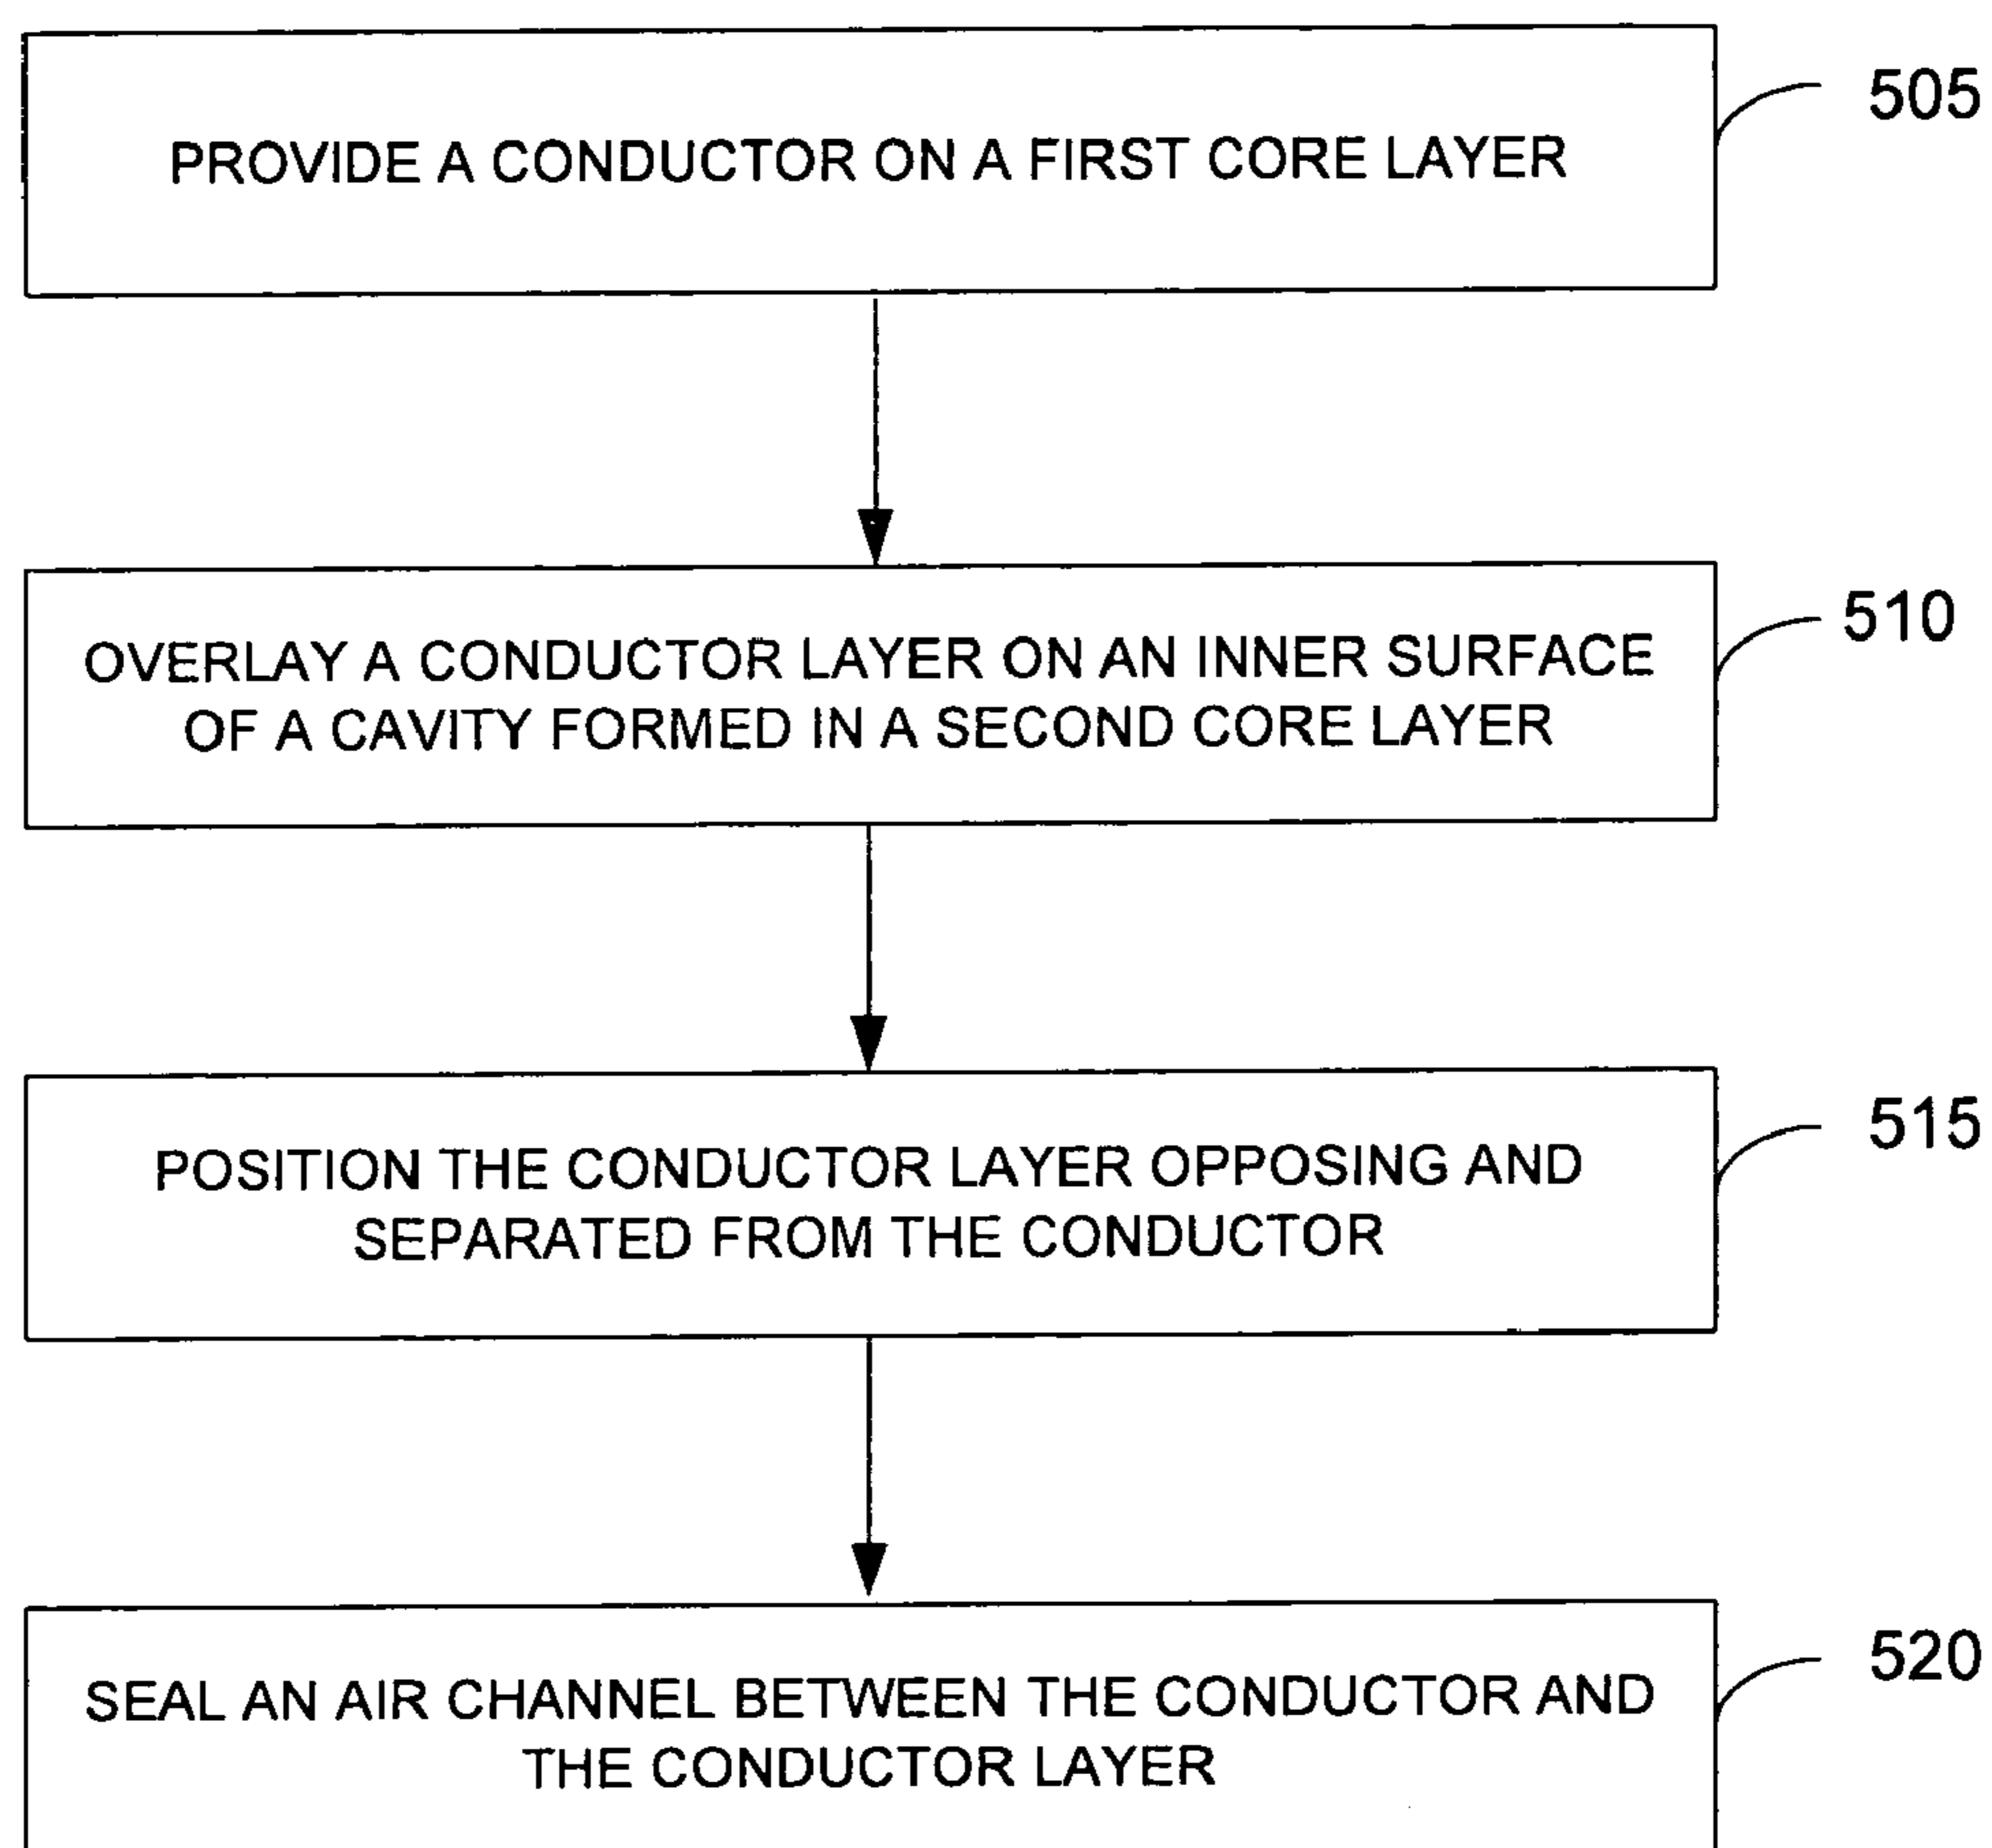 505
PROVIDE A CONDUCTOR ON A FIRST CORE LAYER
510
OVERLAY A CONDUCTOR LAYER ON AN INNER SURFACE
OF A CAVITY FORMED IN A SECOND CORE LAYER
515
POSITION THE CONDUCTOR LAYER OPPOSING AND
SEPARATED FROM THE CONDUCTOR
520
SEAL AN AIR CHANNEL BETWEEN THE CONDUCTOR AND
THE CONDUCTOR LAYER